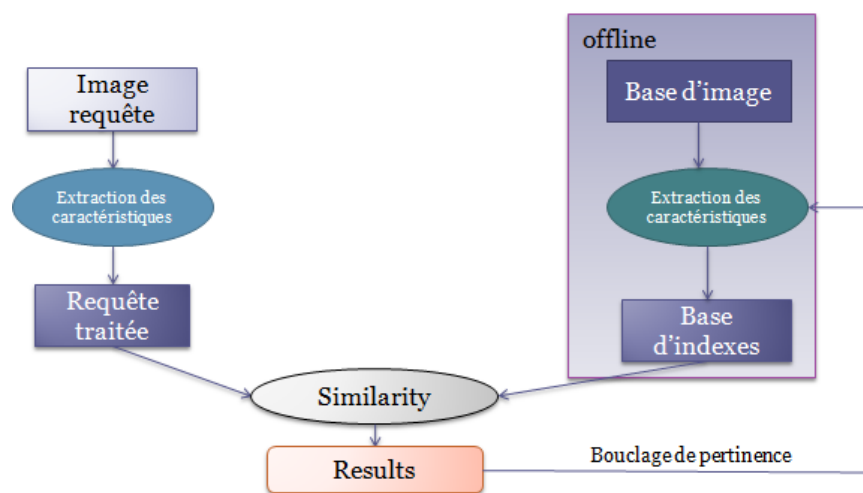 offline
Image
requête
Base d'image
Extraction des
caractéristiques
Extraction des
caractéristiques
Requête
traitée
Base
d'indexes
Similarity
Results
Bouclage de pertinence